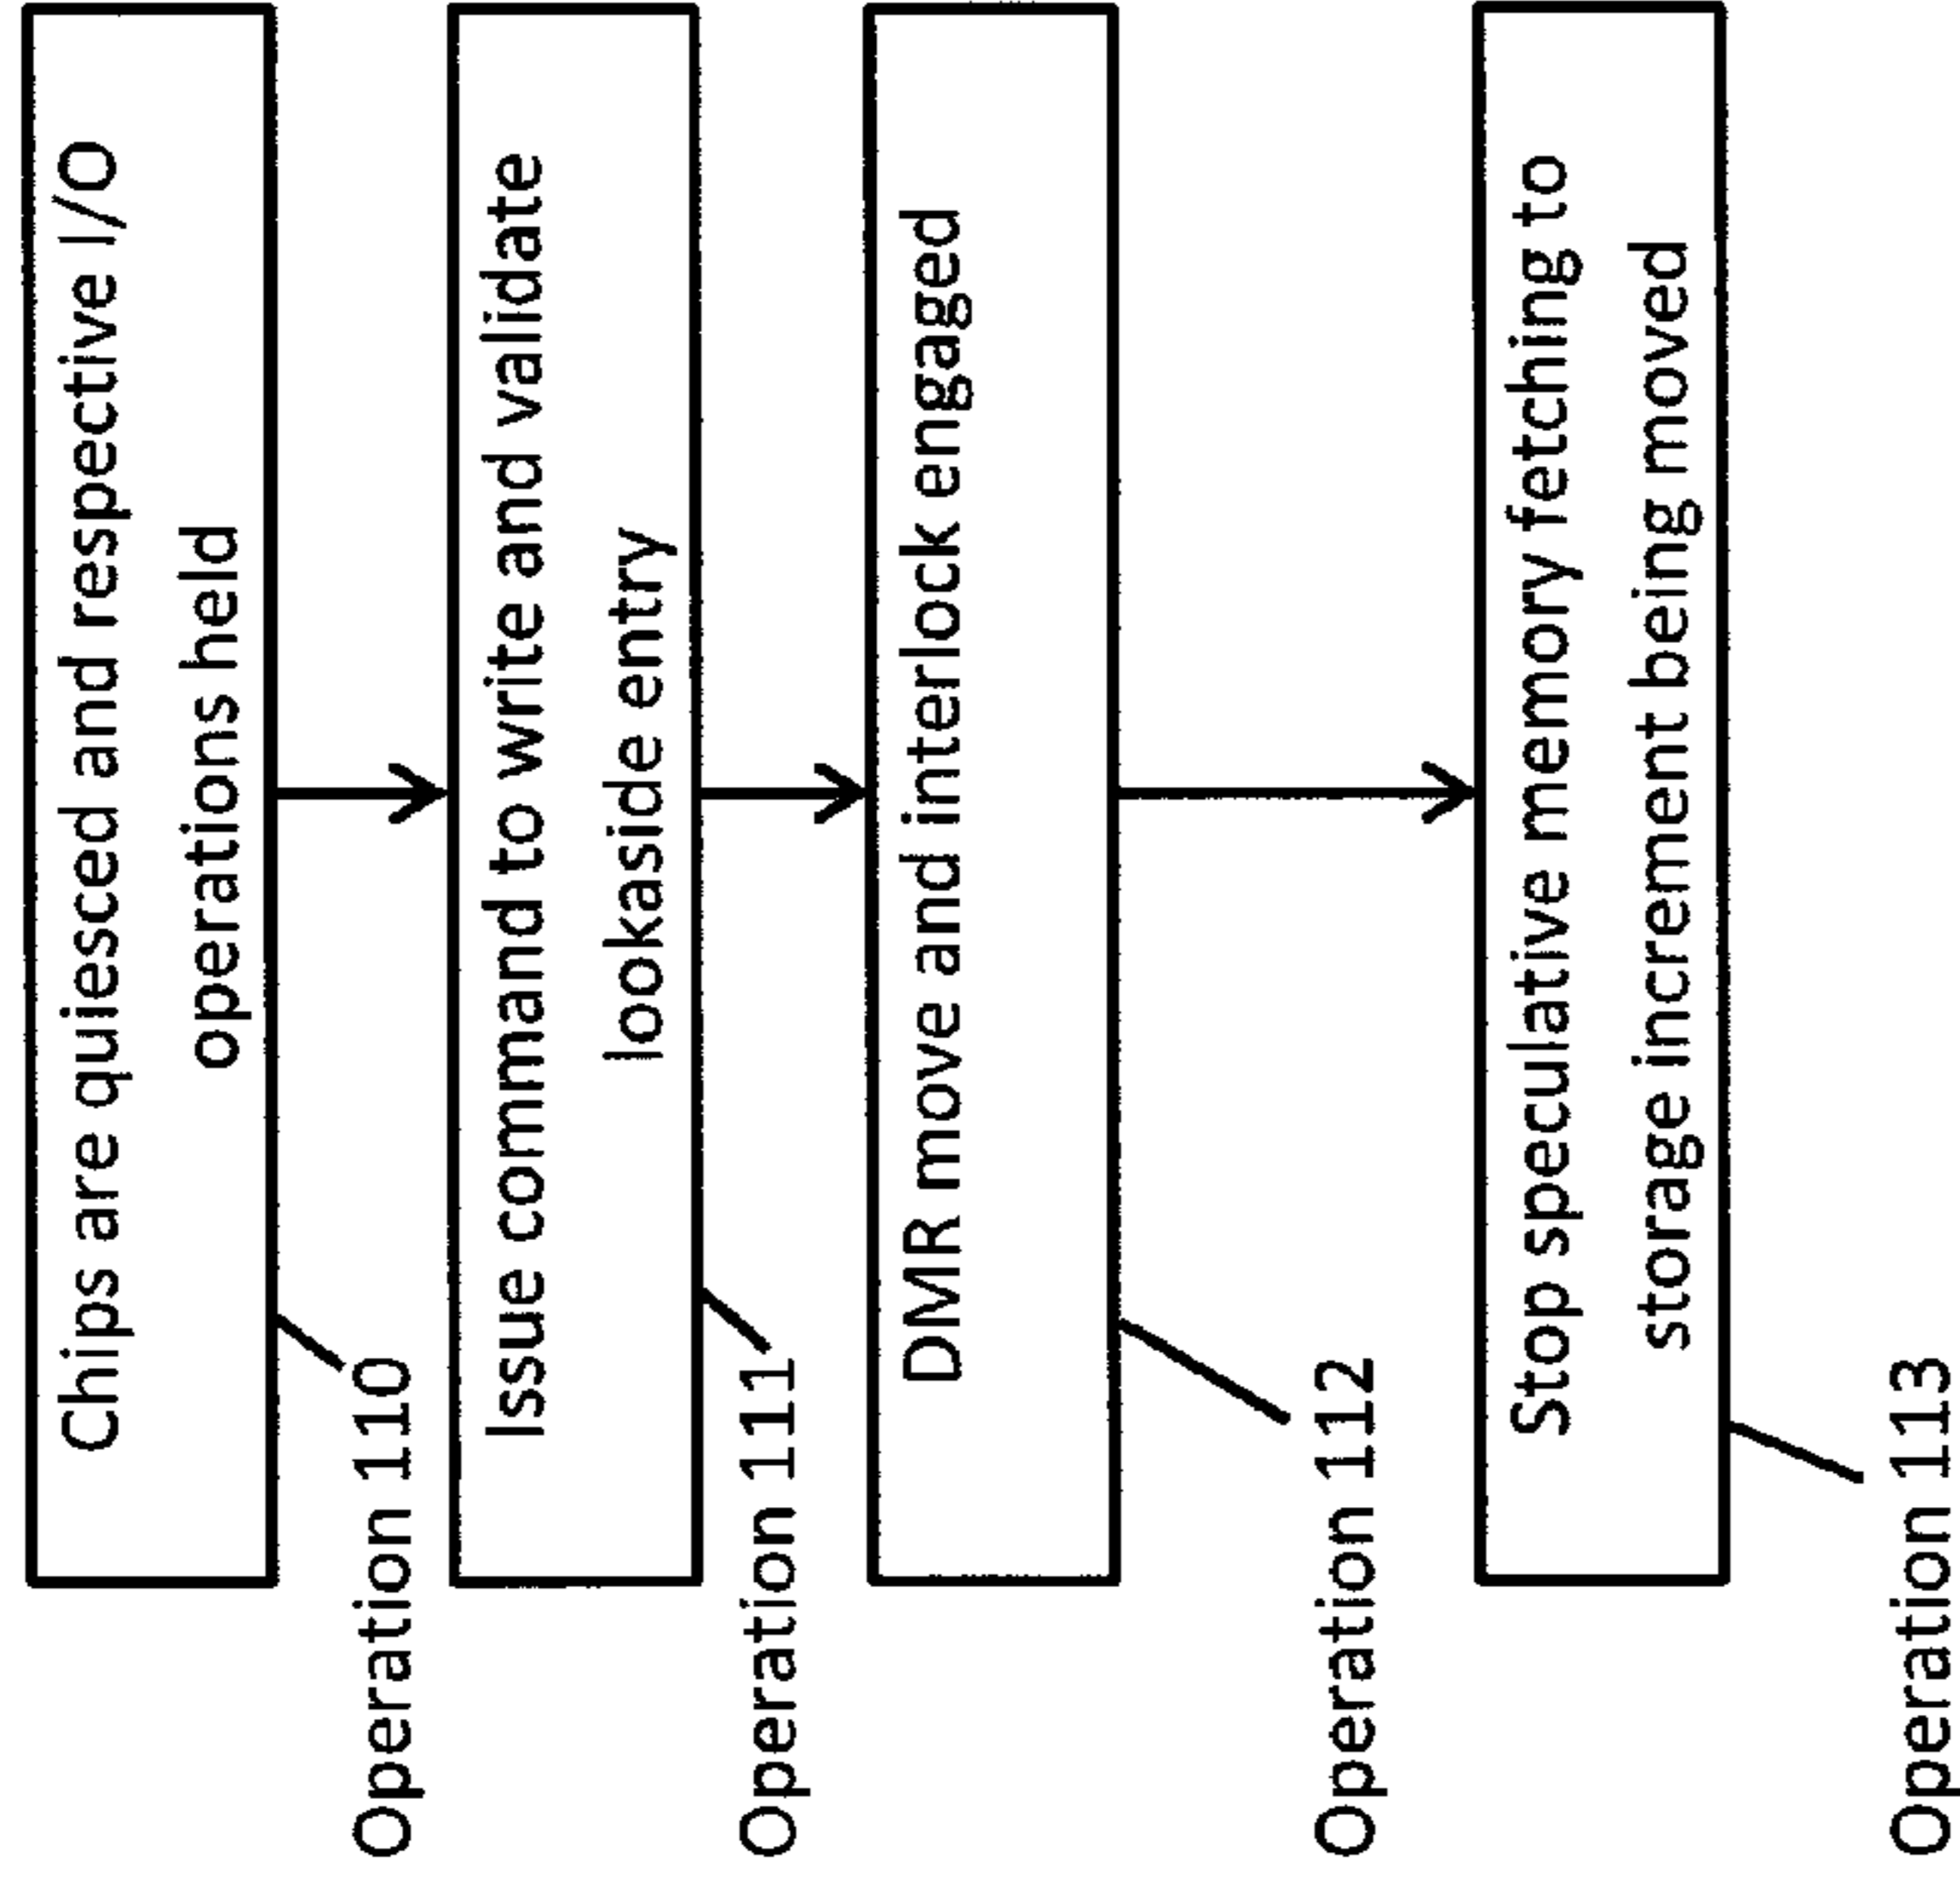 Chips are quiesced and respective I/O
operations held
Operation 110
Issue command to write and validate
lookaside entry
Operation 111
DMR move and interlock engaged
Operation 112
Stop speculative memory fetching to
storage increment being moved
Operation 113